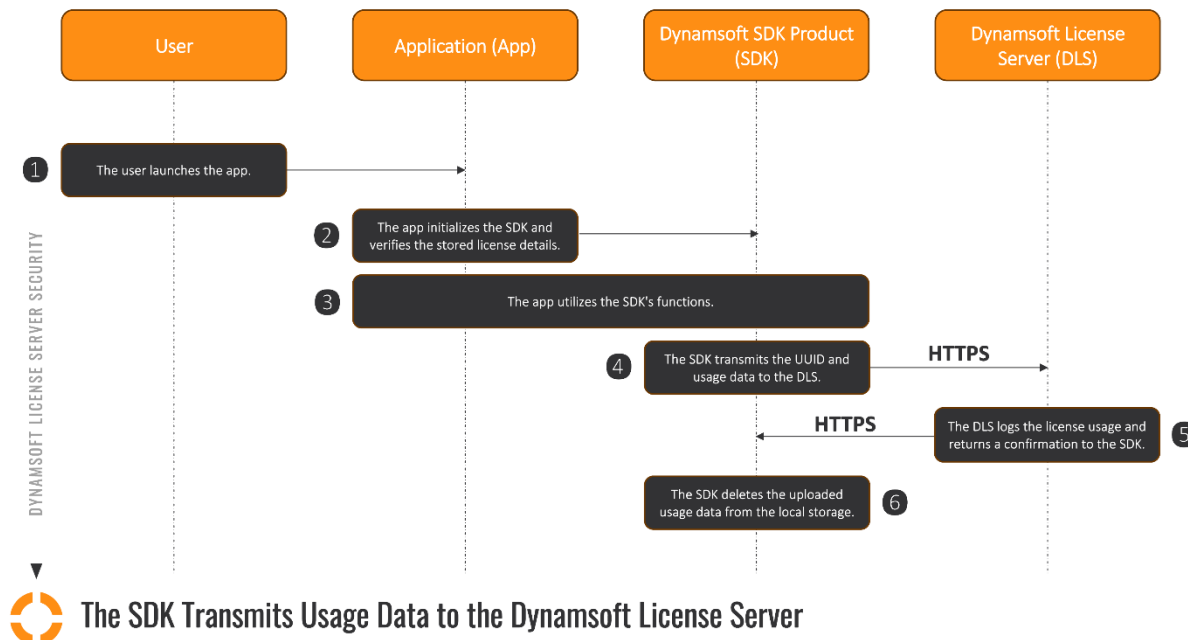 User
Application (App)
Dynamsoft SDK Product
(SDK)
Dynamsoft License
Server (DLS)
1
The user launches the app.
2
The app initializes the SDK and
verifies the stored license details.
3
The app utilizes the SDK's functions.
4
The SDK transmits the UUID and
usage data to the DLS.
HTTPS
HTTPS
The DLS logs the license usage and
returns a confirmation to the SDK.
5
The SDK deletes the uploaded
usage data from the local storage.
6
DYNAMSOFT LICENSE SERVER SECURITY
The SDK Transmits Usage Data to the Dynamsoft License Server